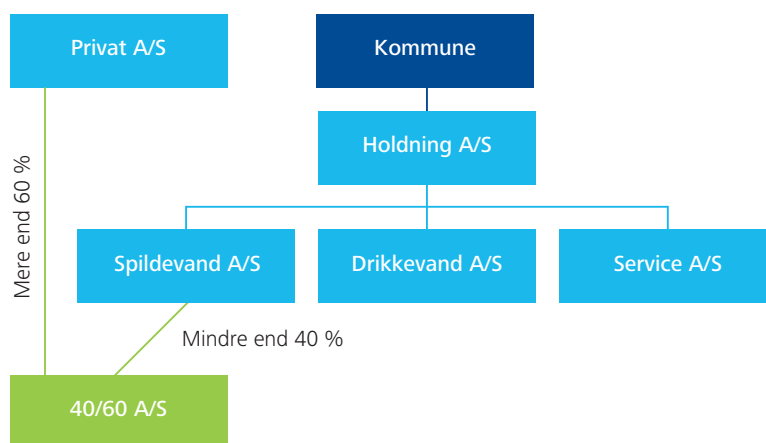 Privat A/S
Kommune
Holdning A/S
Mere end 60 %
Spildevand A/S
Drikkevand A/S
Service A/S
Mindre end 40 %
40/60 A/S